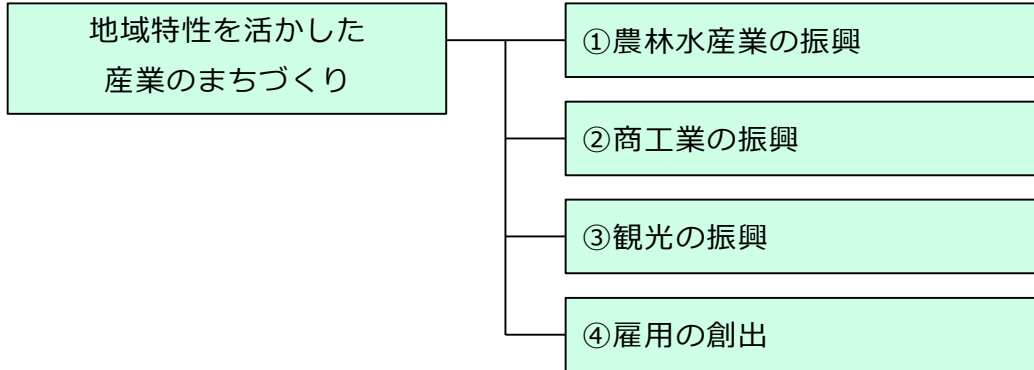 地域特性を活かした
産業のまちづくり
①農林水産業の振興
②商工業の振興
③観光の振興
④雇用の創出